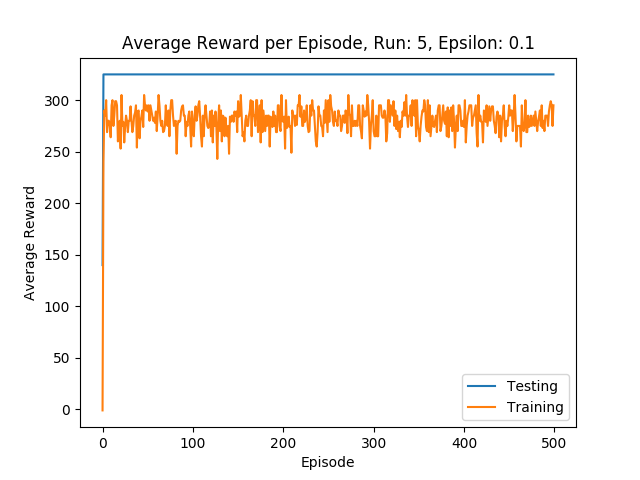 Average Reward per Episode, Run: 5, Epsilon: 0.1
Average Reward
300
250
200
150
100
50
0
0 100 200 300 400 500
Episode
Testing
Training